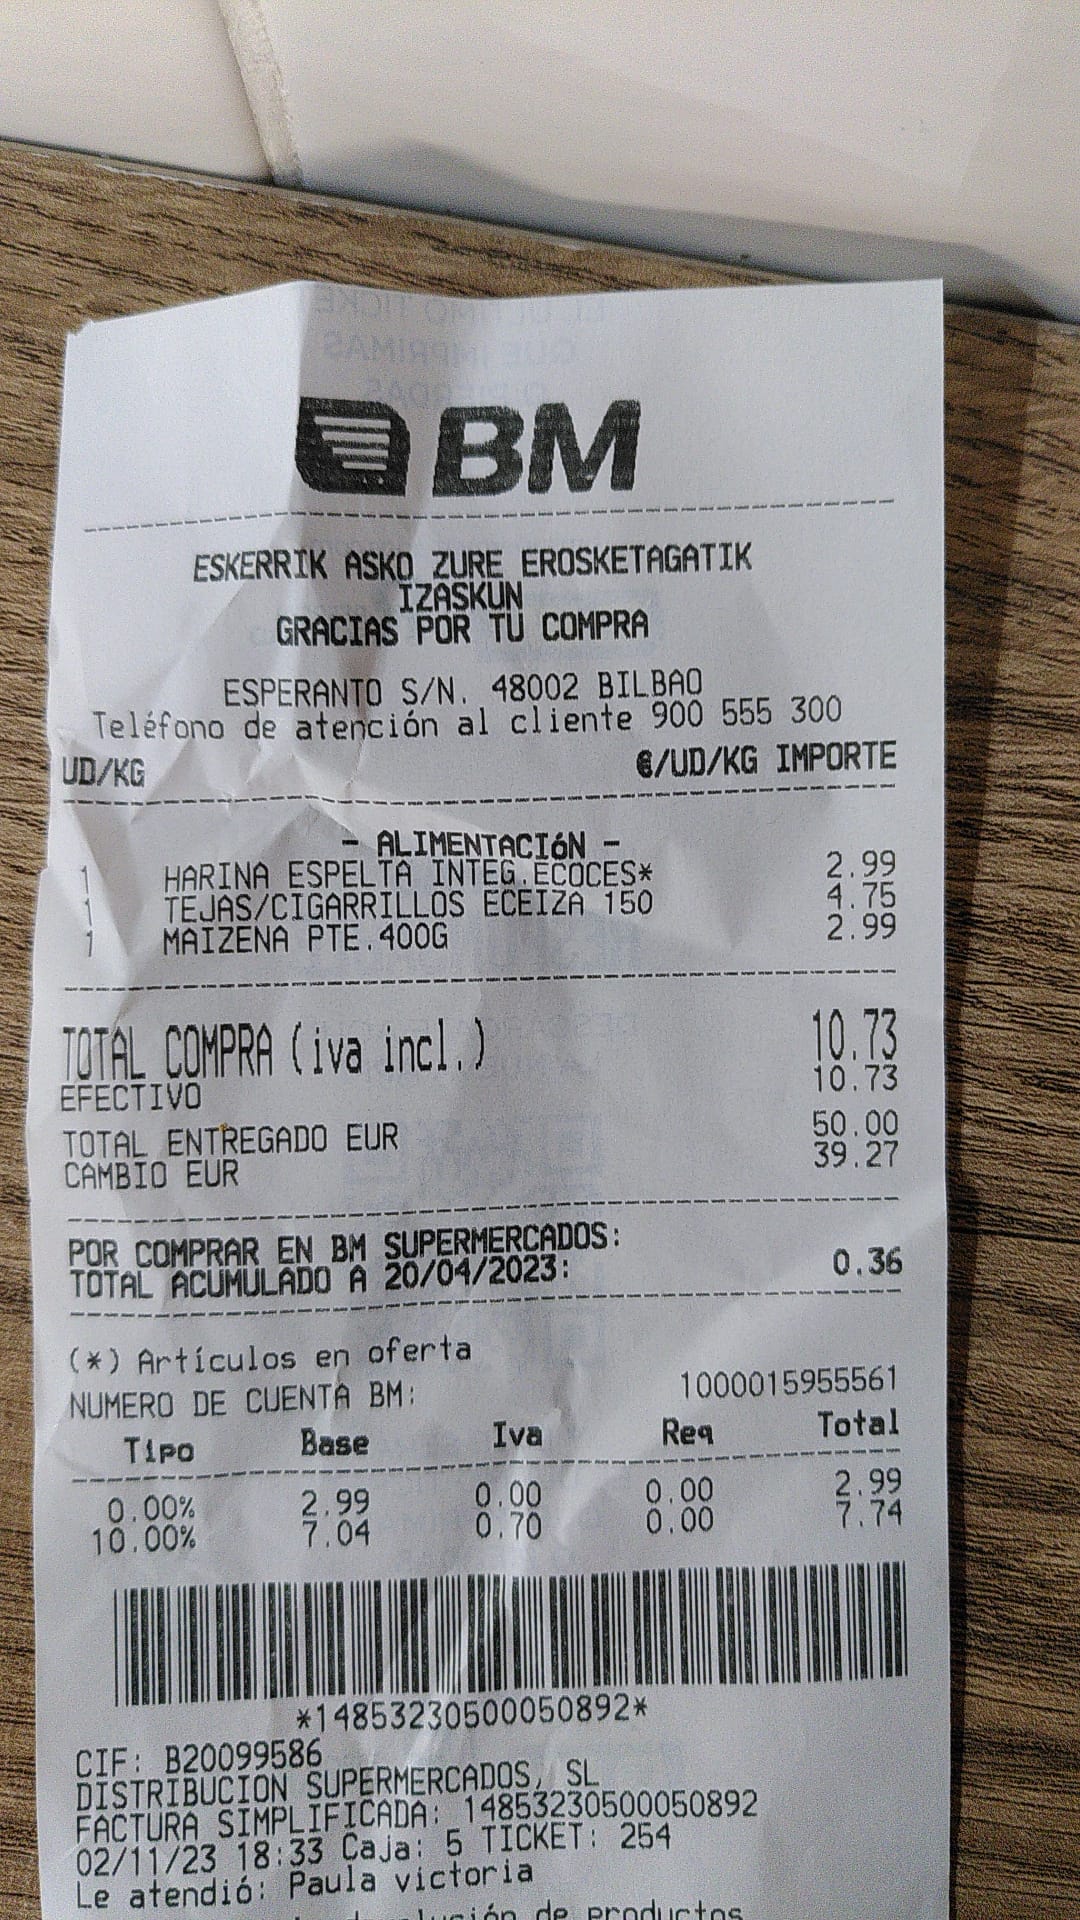 BM
ESKERRIK ASKO ZURE EROSKETAGATIK
IZASKUN
GRACIAS POR TU COMPRA
ESPERANTO S/N. 48002 BILBAO
Teléfono de atención al cliente 900 555 300
UD/KG €/UD/KG IMPORTE
- ALIMENTACIóN -
1 HARINA ESPELTA INTEG.ECOCES* 2.99
1 TEJAS/CIGARRILLOS ECEIZA 150 4.75
1 MAIZENA PTE.400G 2.99
TOTAL COMPRA (iva incl.) 10.73
EFECTIVO 10.73
TOTAL ENTREGADO EUR 50.00
CAMBIO EUR 39.27
POR COMPRAR EN BM SUPERMERCADOS:
TOTAL ACUMULADO A 20/04/2023: 0.36
(*) Artículos en oferta
NUMERO DE CUENTA BM: 1000015955561
Tipo Base Iva Req Total
0.00% 2.99 0.00 0.00 2.99
10.00% 7.04 0.70 0.00 7.74
*14853230500050892*
CIF: B20099586
DISTRIBUCION SUPERMERCADOS, SL
FACTURA SIMPLIFICADA: 14853230500050892
02/11/23 18:33 Caja: 5 TICKET: 254
Le atendió: Paula victoria
de productos